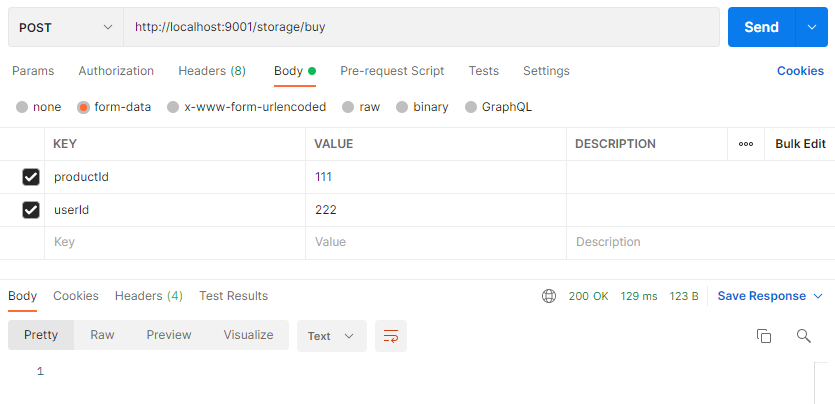 POST http://localhost:9001/storage/buy Send
Params Authorization Headers (8) Body Pre-request Script Tests Settings Cookies
none form-data x-www-form-urlencoded raw binary GraphQL
KEY VALUE DESCRIPTION Bulk Edit
productId 111
userId 222
Key Value Description
Body Cookies Headers (4) Test Results 200 OK 129 ms 123 B Save Response
Pretty Raw Preview Visualize Text
1